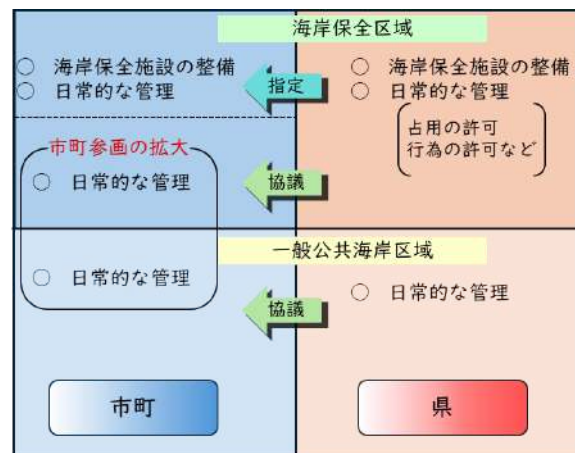 海岸保全区域
○ 海岸保全施設の整備
○ 日常的な管理
指定
○ 海岸保全施設の整備
○ 日常的な管理
占用の許可
行為の許可など
市町参画の拡大
○ 日常的な管理
協議
一般公共海岸区域
○ 日常的な管理
協議
○ 日常的な管理
市町
県